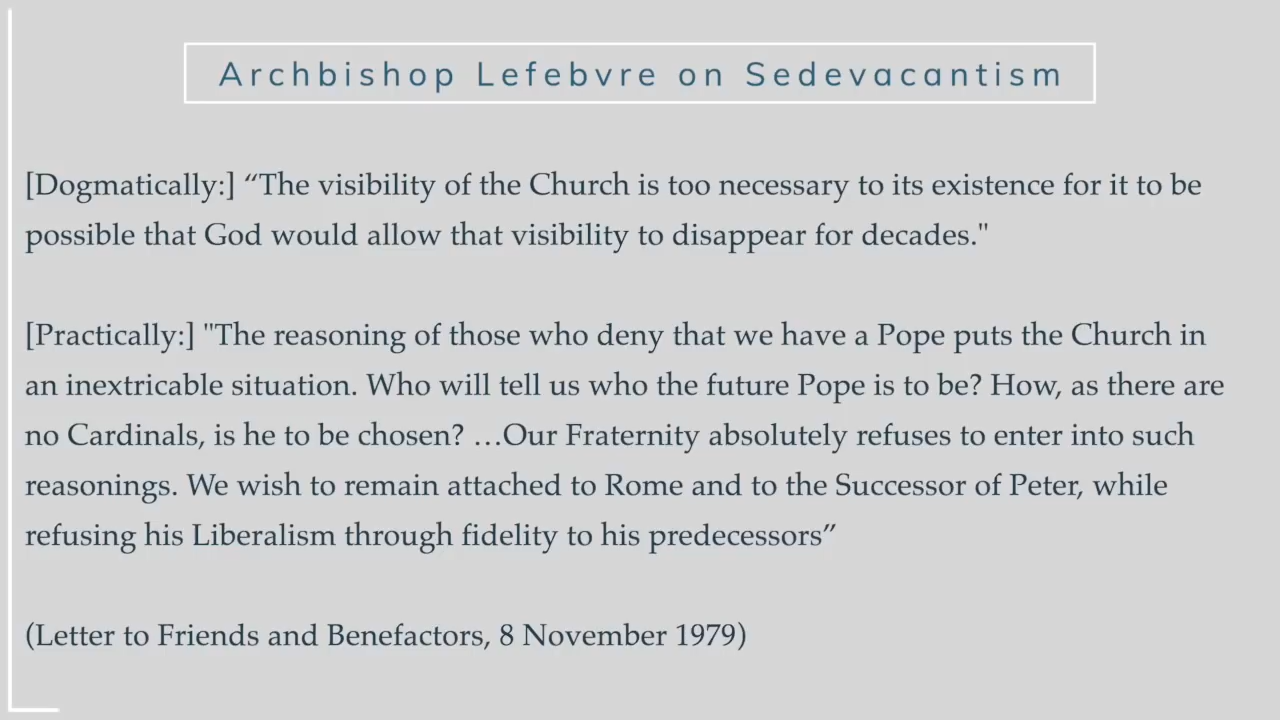 Archbishop Lefebvre on Sedevacantism
[Dogmatically:] “The visibility of the Church is too necessary to its existence for it to be
possible that God would allow that visibility to disappear for decades."
[Practically:] "The reasoning of those who deny that we have a Pope puts the Church in
an inextricable situation. Who will tell us who the future Pope is to be? How, as there are
no Cardinals, is he to be chosen? …Our Fraternity absolutely refuses to enter into such
reasonings. We wish to remain attached to Rome and to the Successor of Peter, while
refusing his Liberalism through fidelity to his predecessors”
(Letter to Friends and Benefactors, 8 November 1979)